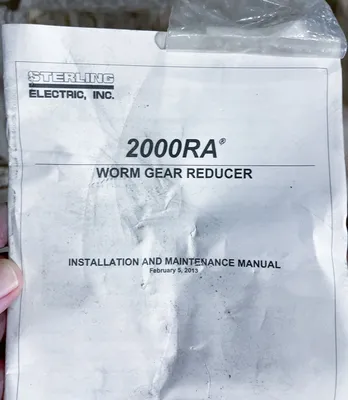 STERLING
ELECTRIC, INC.
2000RA®
WORM GEAR REDUCER
INSTALLATION AND MAINTENANCE MANUAL
February 5, 2013